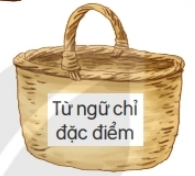 Từ ngữ chỉ
đặc điểm